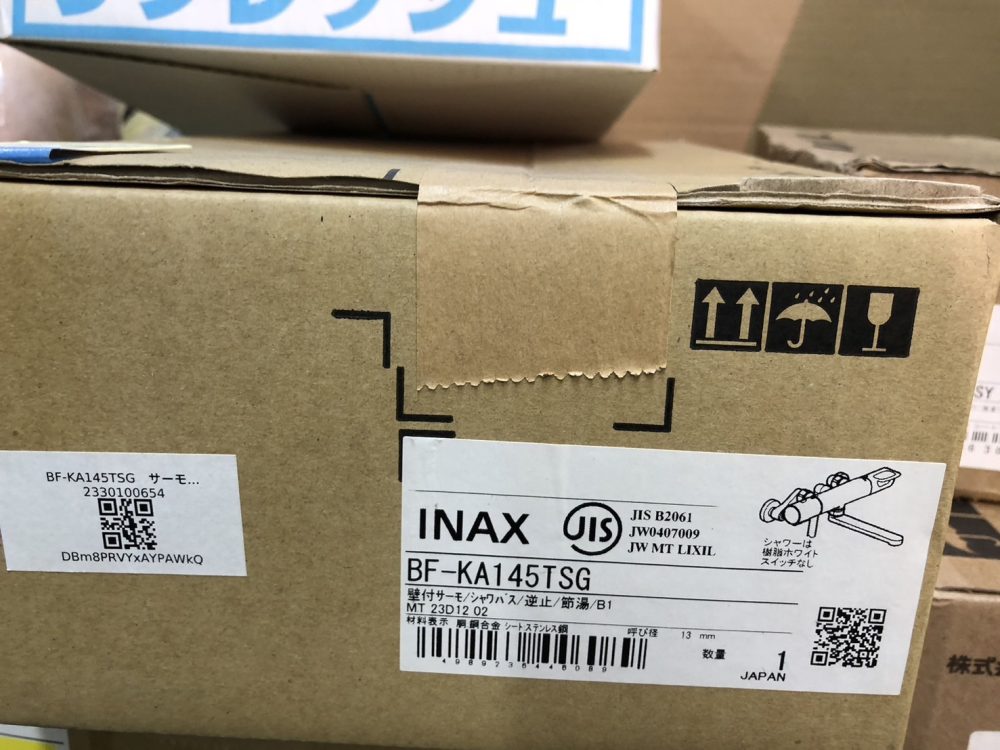 BF-KA145TSG サーモ...
2330100654
DBm8PRVYxAYPAWkQ
INAX
JIS
JIS B2061
JW0407009
JW MT LIXIL
シャワーは
樹脂ホワイト
スイッチなし
BF-KA145TSG
壁付サーモ/シャワバス/逆止/節湯/B1
MT 23D12 02
材料表示 胴銅合金 シートステンレス鋼 呼び径 13 mm
数量 1
JAPAN
SY
株式